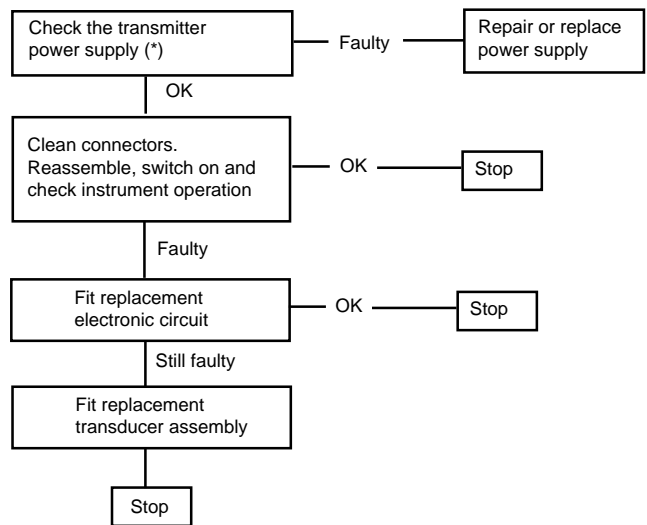 Check the transmitter
power supply (*)
Faulty
Repair or replace
power supply
OK
Clean connectors.
Reassemble, switch on and
check instrument operation
OK
Stop
Faulty
Fit replacement
electronic circuit
OK
Stop
Still faulty
Fit replacement
transducer assembly
Stop